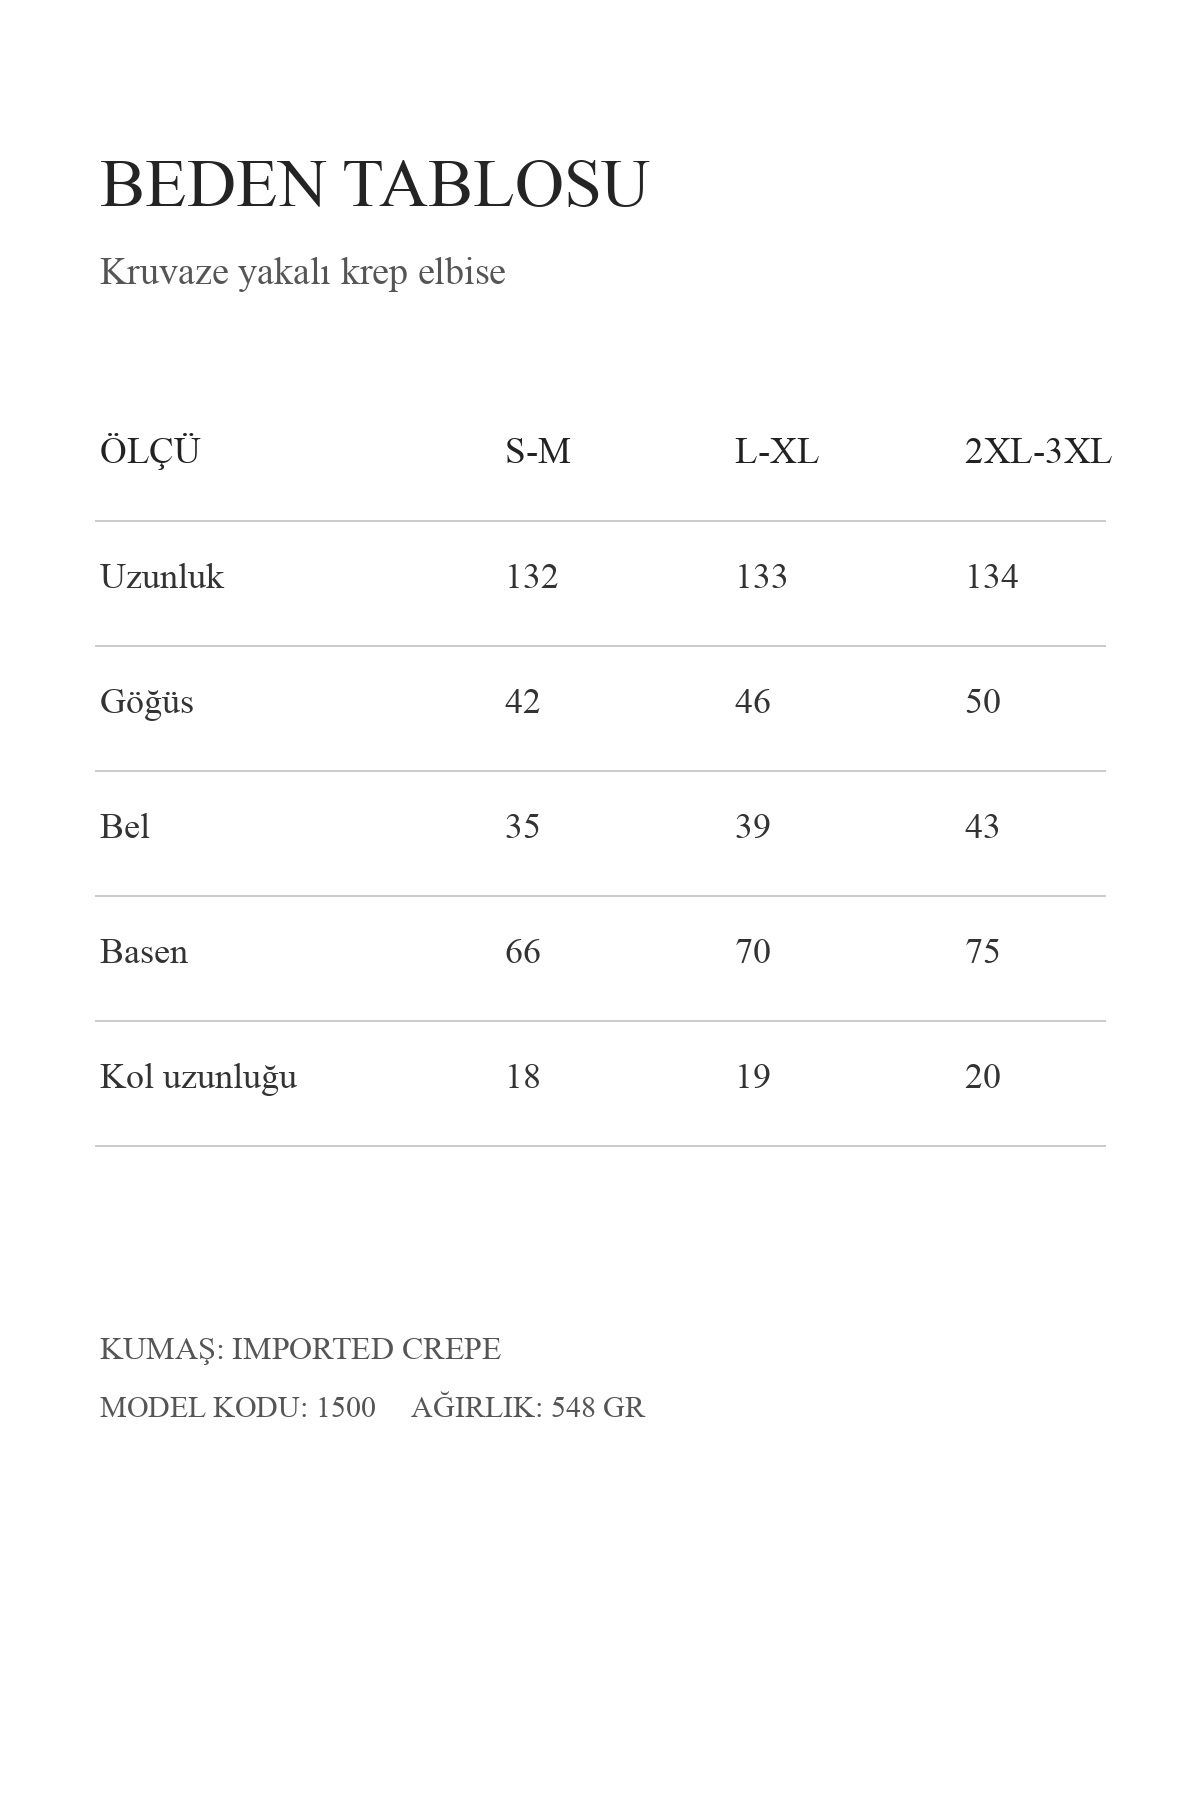 BEDEN TABLOSU
Kruvaze yakalı krep elbise
ÖLÇÜ S-M L-XL 2XL-3XL
Uzunluk 132 133 134
Göğüs 42 46 50
Bel 35 39 43
Basen 66 70 75
Kol uzunluğu 18 19 20
KUMAŞ: IMPORTED CREPE
MODEL KODU: 1500 AĞIRLIK: 548 GR